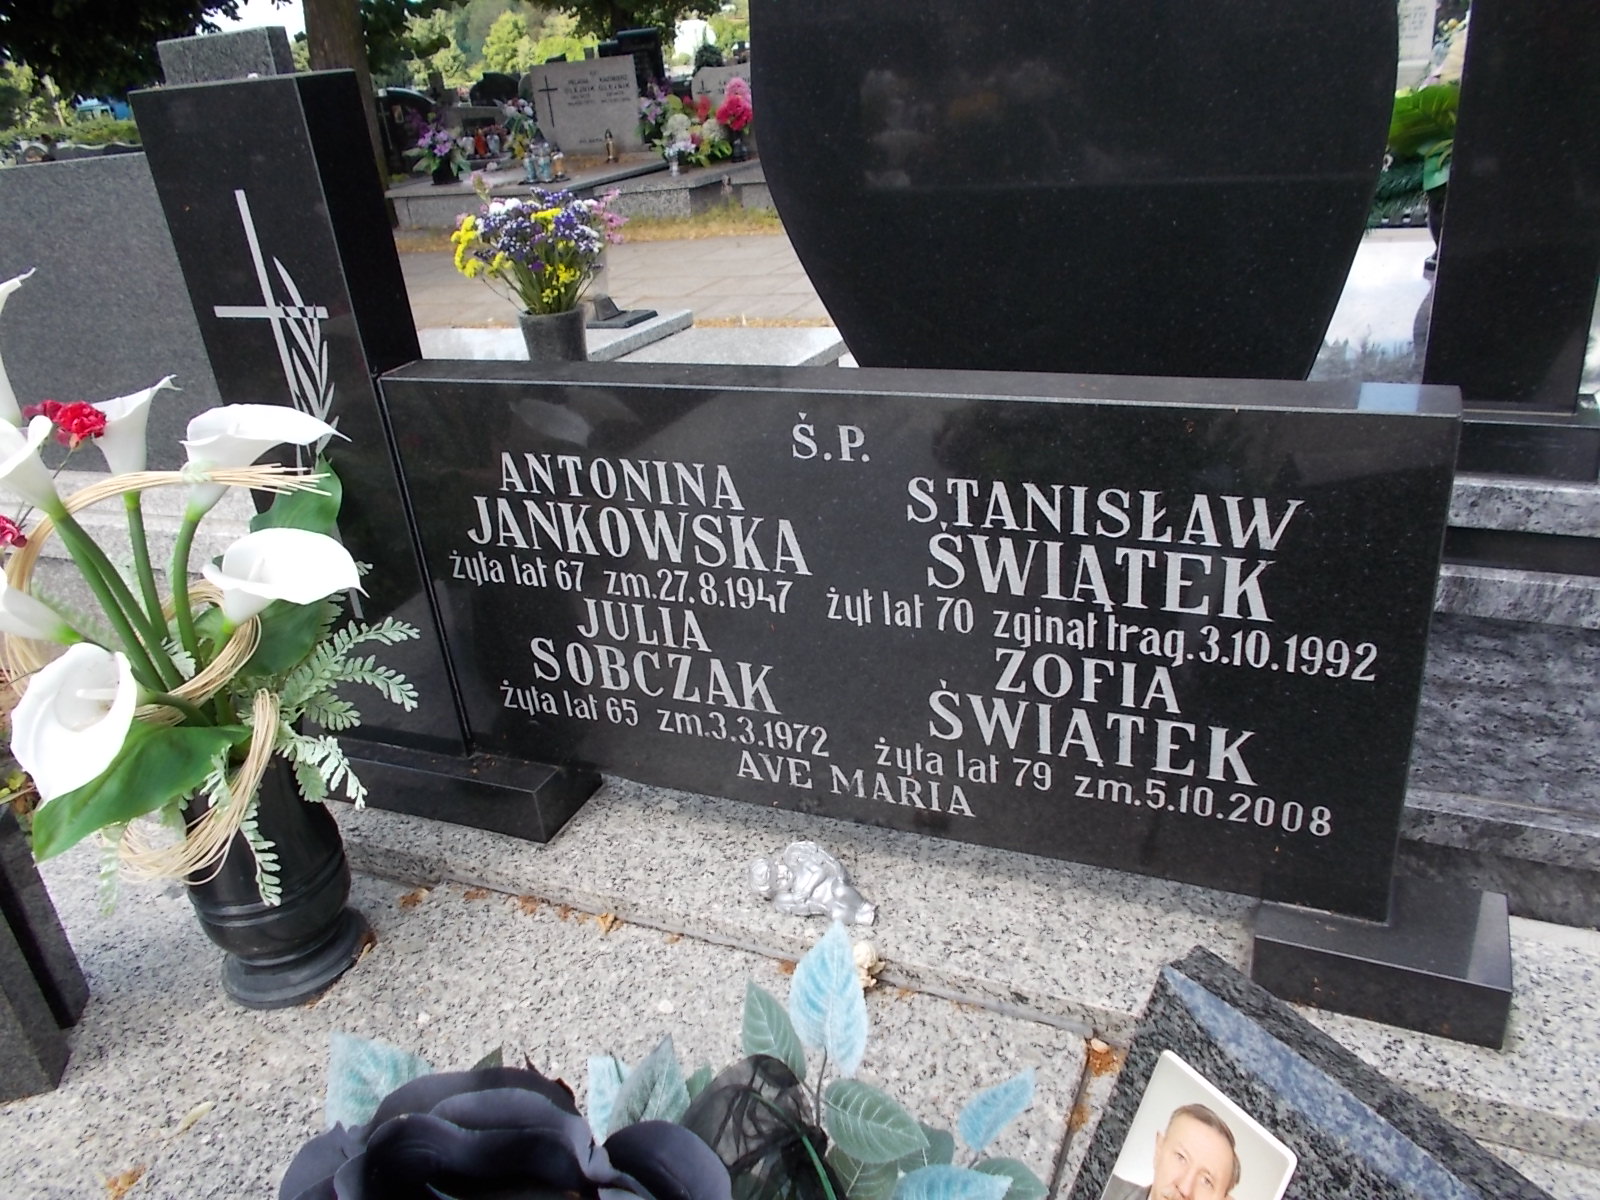 Ś.P.
ANTONINA
JANKOWSKA
żyła lat 67 zm.27.8.1947
JULIA
SOBCZAK
żyła lat 65 zm.3.3.1972
STANISŁAW
ŚWIĄTEK
żył lat 70 zginął trag.3.10.1992
ZOFIA
ŚWIĄTEK
żyła lat 79 zm.5.10.2008
AVE MARIA